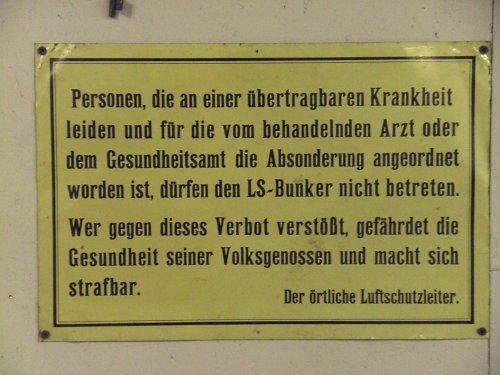 Personen, die an einer übertragbaren Krankheit
leiden und für die vom behandelnden Arzt oder
dem Gesundheitsamt die Absonderung angeordnet
worden ist, dürfen den LS-Bunker nicht betreten.
Wer gegen dieses Verbot verstößt, gefährdet die
Gesundheit seiner Volksgenossen und macht sich
strafbar.
Der örtliche Luftschutzleiter.